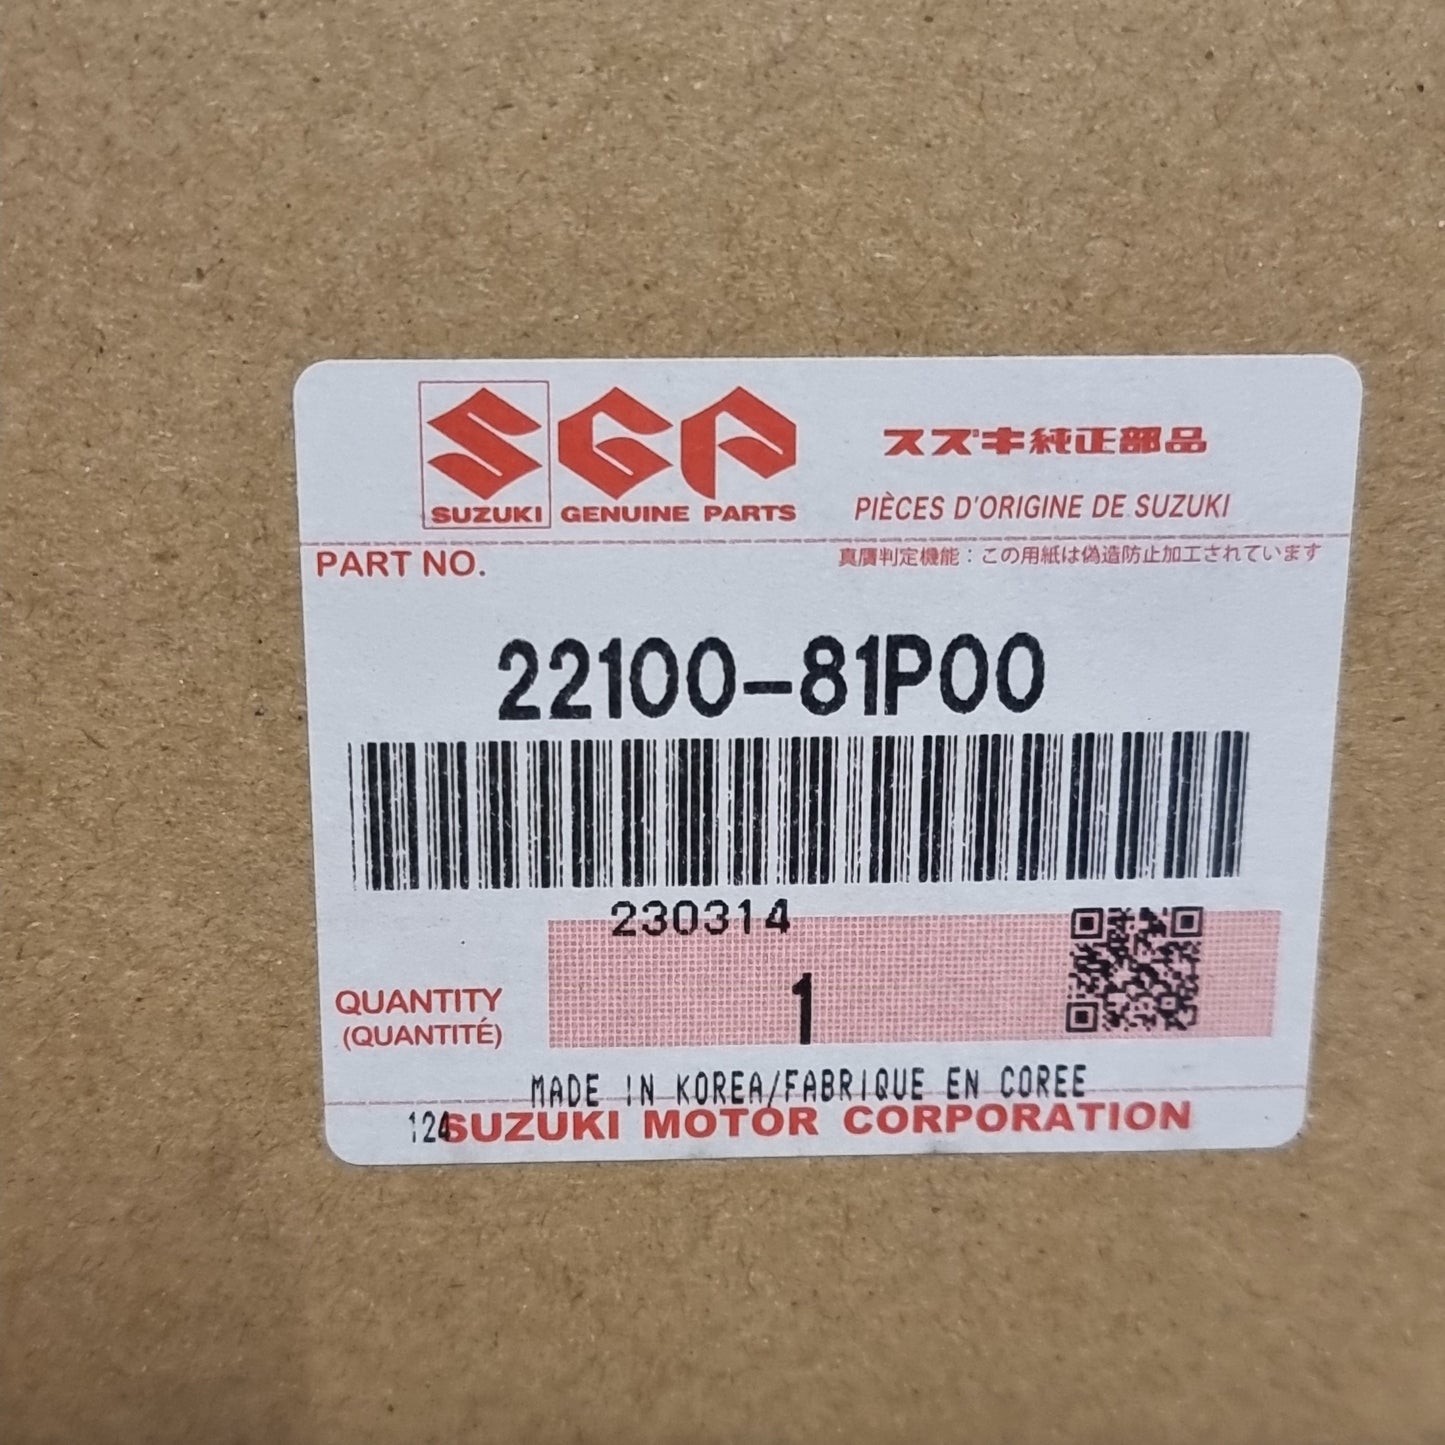 SGP
SUZUKI GENUINE PARTS
スズキ純正部品
PIÈCES D'ORIGINE DE SUZUKI
PART NO.
真贋判定機能：この用紙は偽造防止加工されています
22100-81P00
230314
QUANTITY
(QUANTITÉ)
1
MADE IN KOREA/FABRIQUE EN COREE
124
SUZUKI MOTOR CORPORATION